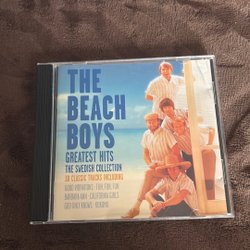 THE
BEACH
BOYS
GREATEST HITS
THE SWEDISH COLLECTION
30 CLASSIC TRACKS INCLUDING
GOOD VIBRATIONS · FUN, FUN, FUN
BARBARA ANN · CALIFORNIA GIRLS
GOD ONLY KNOWS · KOKOMO